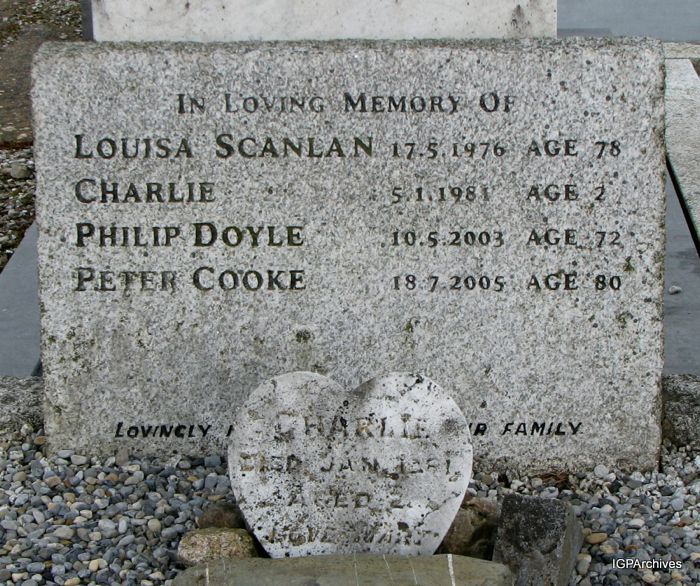 In Loving Memory Of
Louisa Scanlan 17.5.1976 Age 78
Charlie 5.1.1981 Age 2
Philip Doyle 10.5.2003 Age 72
Peter Cooke 18.7.2005 Age 80
Lovingly family
CHARLIE
DIED JAN. 1981
AGED 2
LOVE MARY
IGPArchives